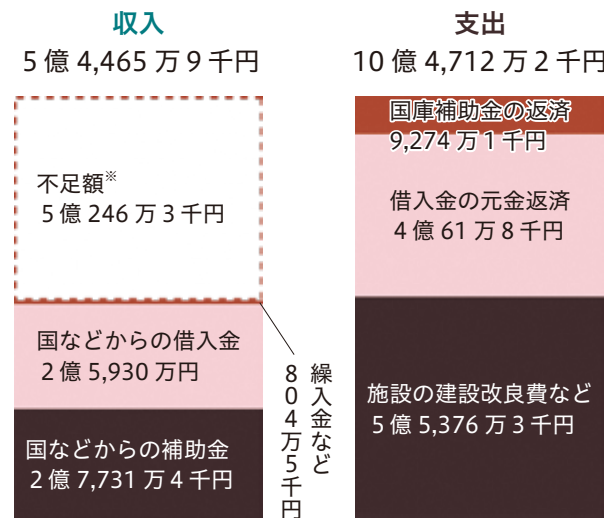 収入
5億4,465万9千円
不足額※
5億246万3千円
国などからの借入金
2億5,930万円
国などからの補助金
2億7,731万4千円
繰入金など
804万5千円
支出
10億4,712万2千円
国庫補助金の返済
9,274万1千円
借入金の元金返済
4億61万8千円
施設の建設改良費など
5億5,376万3千円